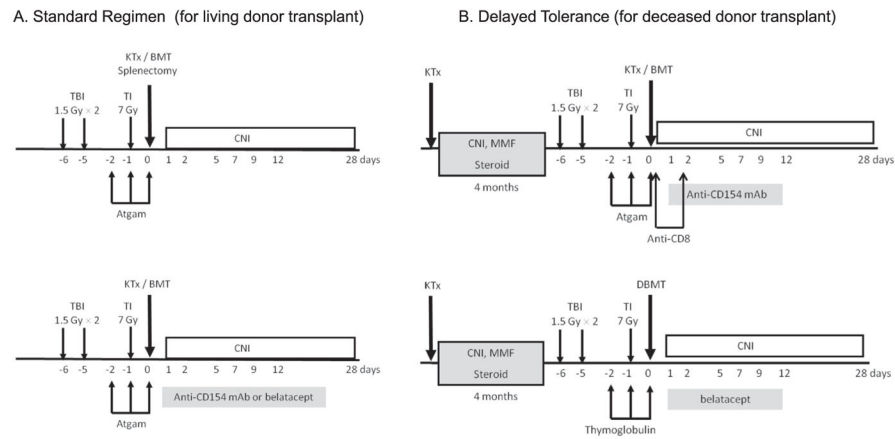 A. Standard Regimen (for living donor transplant)
B. Delayed Tolerance (for deceased donor transplant)
KTx / BMT
Splenectomy
TBI
1.5 Gy × 2
TI
7 Gy
CNI
-6 -5 -2 -1 0 1 2 5 7 9 12 28 days
Atgam
KTx
KTx / BMT
TBI
1.5 Gy × 2
TI
7 Gy
CNI, MMF
Steroid
4 months
CNI
-6 -5 -2 -1 0 1 2 5 7 9 12 28 days
Anti-CD154 mAb
Atgam
Anti-CD8
KTx / BMT
TBI
1.5 Gy × 2
TI
7 Gy
CNI
-6 -5 -2 -1 0 1 2 5 7 9 12 28 days
Anti-CD154 mAb or belatacept
Atgam
KTx
DBMT
TBI
1.5 Gy × 2
TI
7 Gy
CNI, MMF
Steroid
4 months
CNI
-6 -5 -2 -1 0 1 2 5 7 9 12 28 days
belatacept
Thymoglobulin